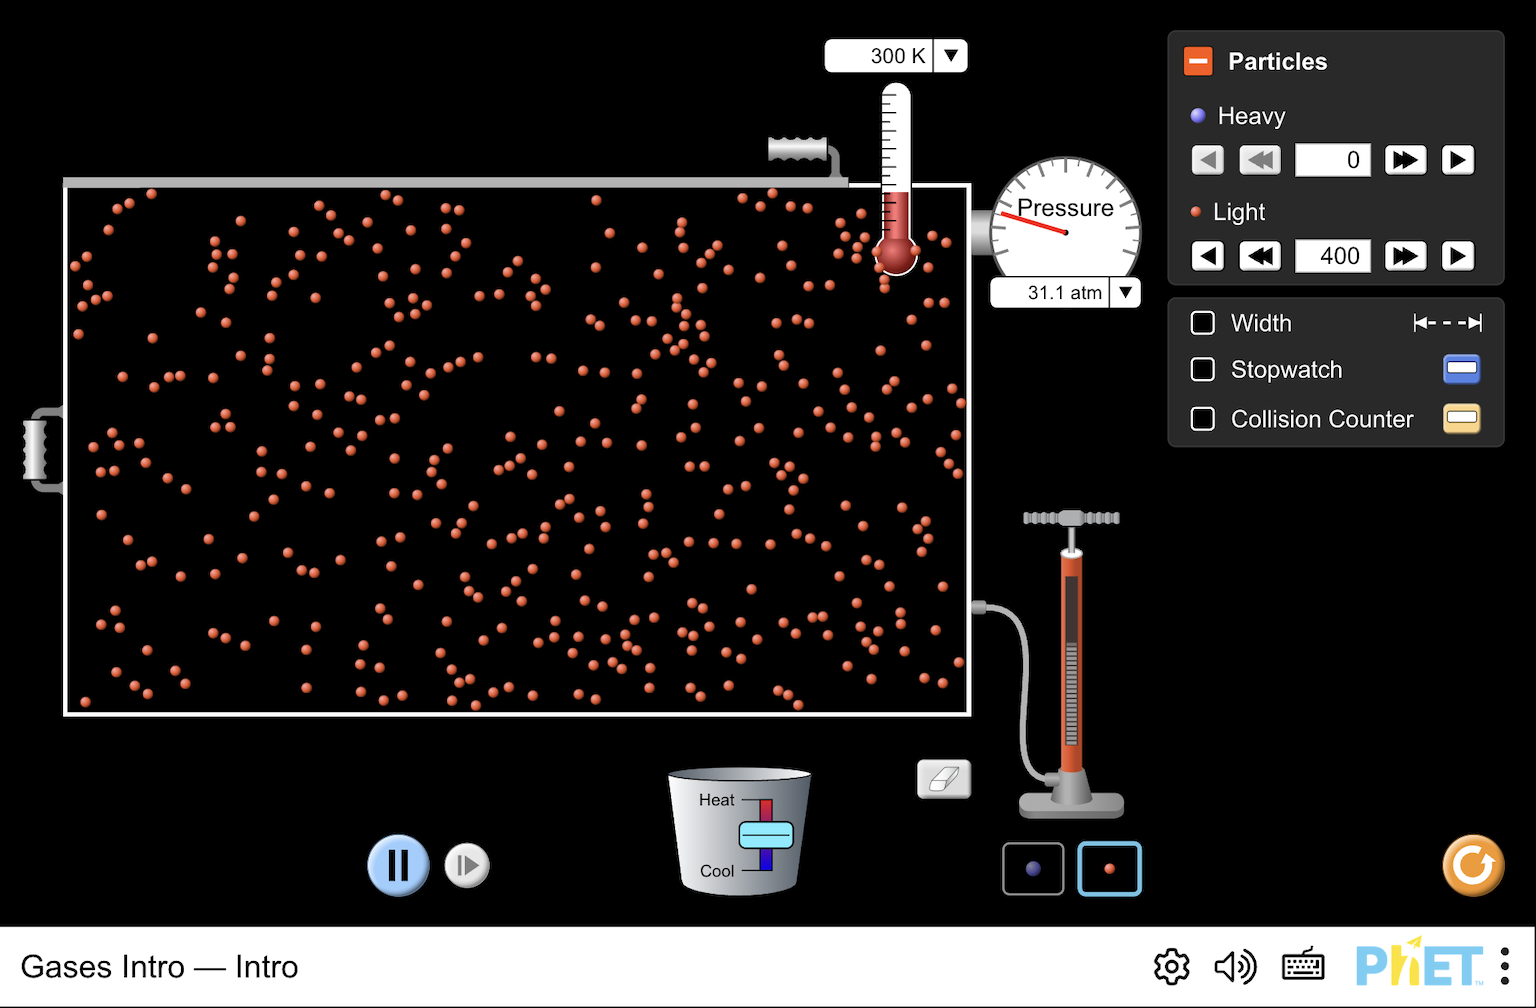 300 K
Particles
Heavy
0
Pressure
Light
400
31.1 atm
Width
Stopwatch
Collision Counter
Heat
Cool
Gases Intro — Intro
PhET
TM